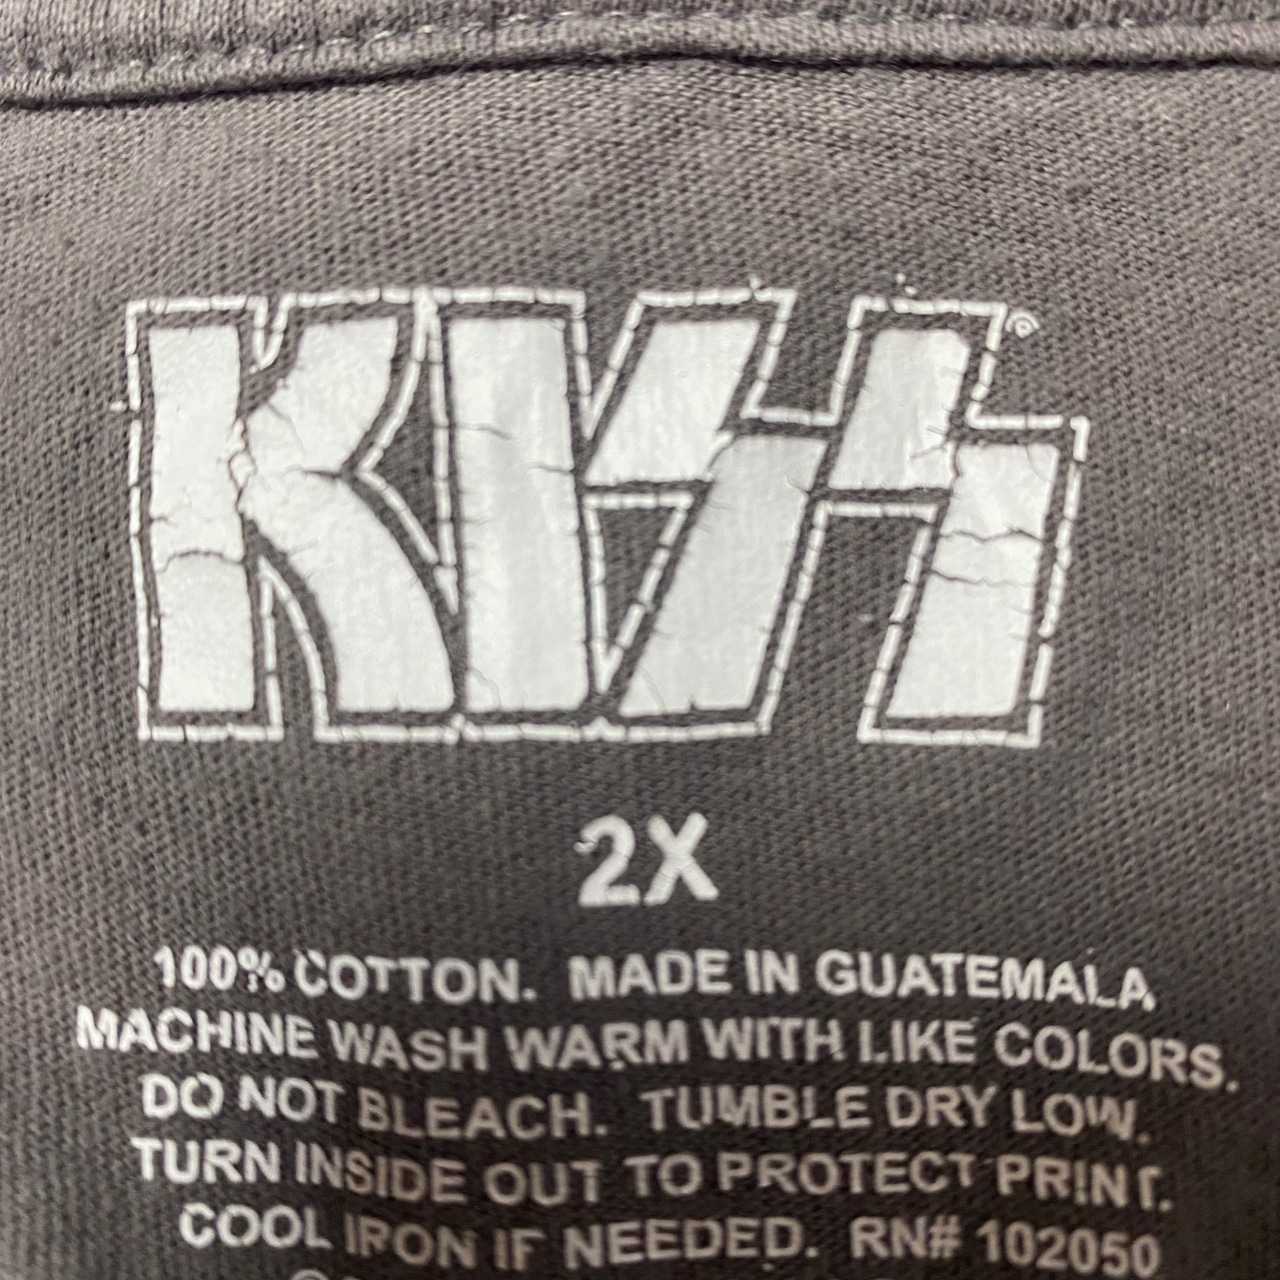 KISS®
2X
100% COTTON. MADE IN GUATEMALA
MACHINE WASH WARM WITH LIKE COLORS.
DO NOT BLEACH. TUMBLE DRY LOW.
TURN INSIDE OUT TO PROTECT PRINT.
COOL IRON IF NEEDED. RN# 102050